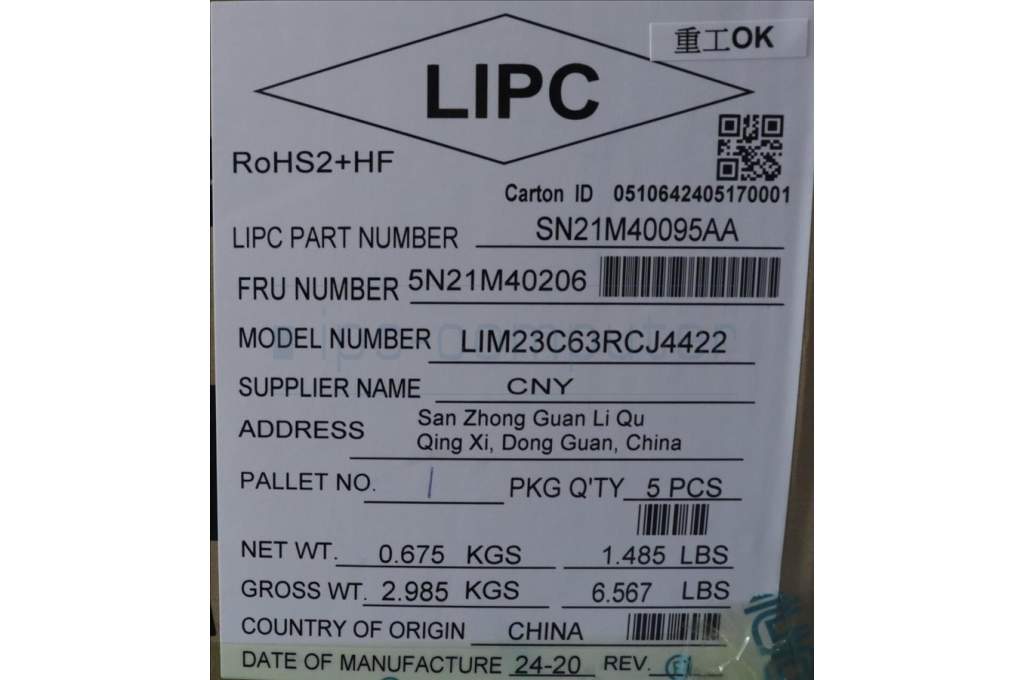 重工OK
LIPC
RoHS2+HF
Carton ID 0510642405170001
LIPC PART NUMBER SN21M40095AA
FRU NUMBER 5N21M40206
MODEL NUMBER LIM23C63RCJ4422
ips computer
SUPPLIER NAME CNY
ADDRESS San Zhong Guan Li Qu
Qing Xi, Dong Guan, China
PALLET NO. 1 PKG Q'TY 5 PCS
NET WT. 0.675 KGS 1.485 LBS
GROSS WT. 2.985 KGS 6.567 LBS
COUNTRY OF ORIGIN CHINA
DATE OF MANUFACTURE 24-20 REV.